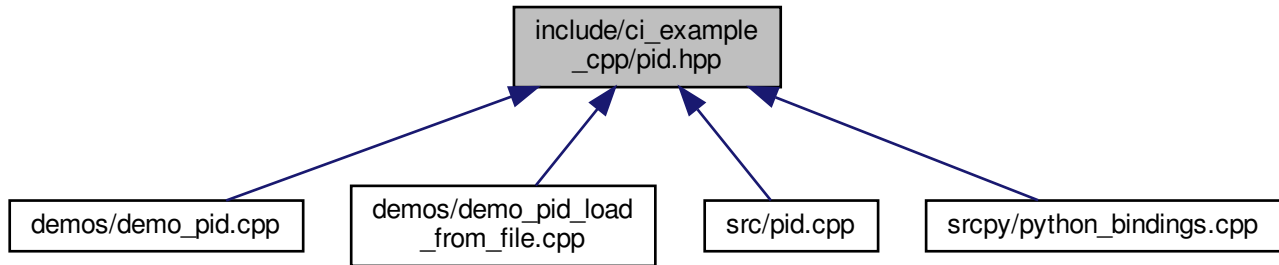 include/ci_example
_cpp/pid.hpp
demos/demo_pid.cpp
demos/demo_pid_load
_from_file.cpp
src/pid.cpp
srcpy/python_bindings.cpp